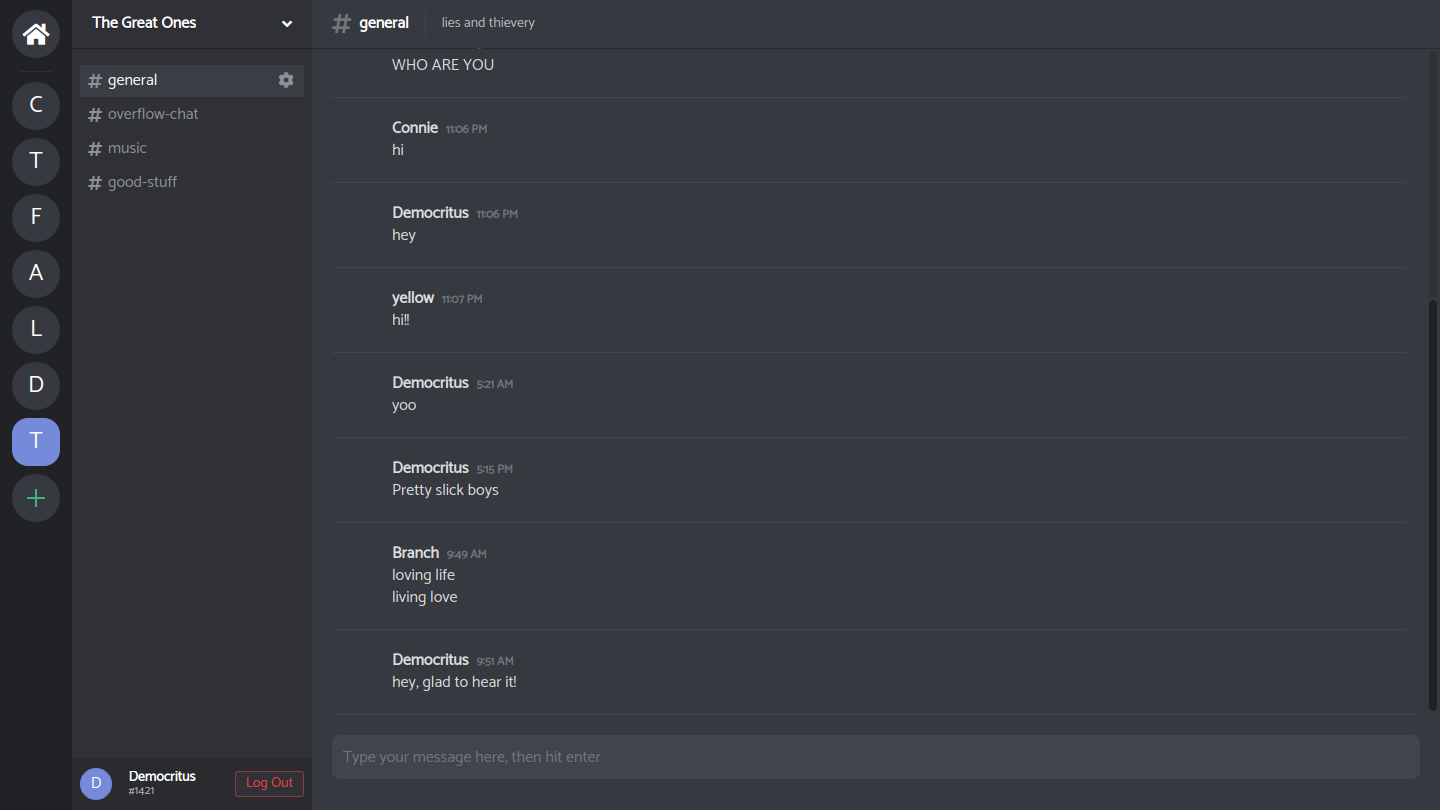 C
T
F
A
L
D
T
The Great Ones
# general
# overflow-chat
# music
# good-stuff
D
Democritus
#1421
Log Out
# general
lies and thievery
WHO ARE YOU
Connie 11:06 PM
hi
Democritus 11:06 PM
hey
yellow 11:07 PM
hi!!
Democritus 5:21 AM
yoo
Democritus 5:15 PM
Pretty slick boys
Branch 9:49 AM
loving life
living love
Democritus 9:51 AM
hey, glad to hear it!
Type your message here, then hit enter